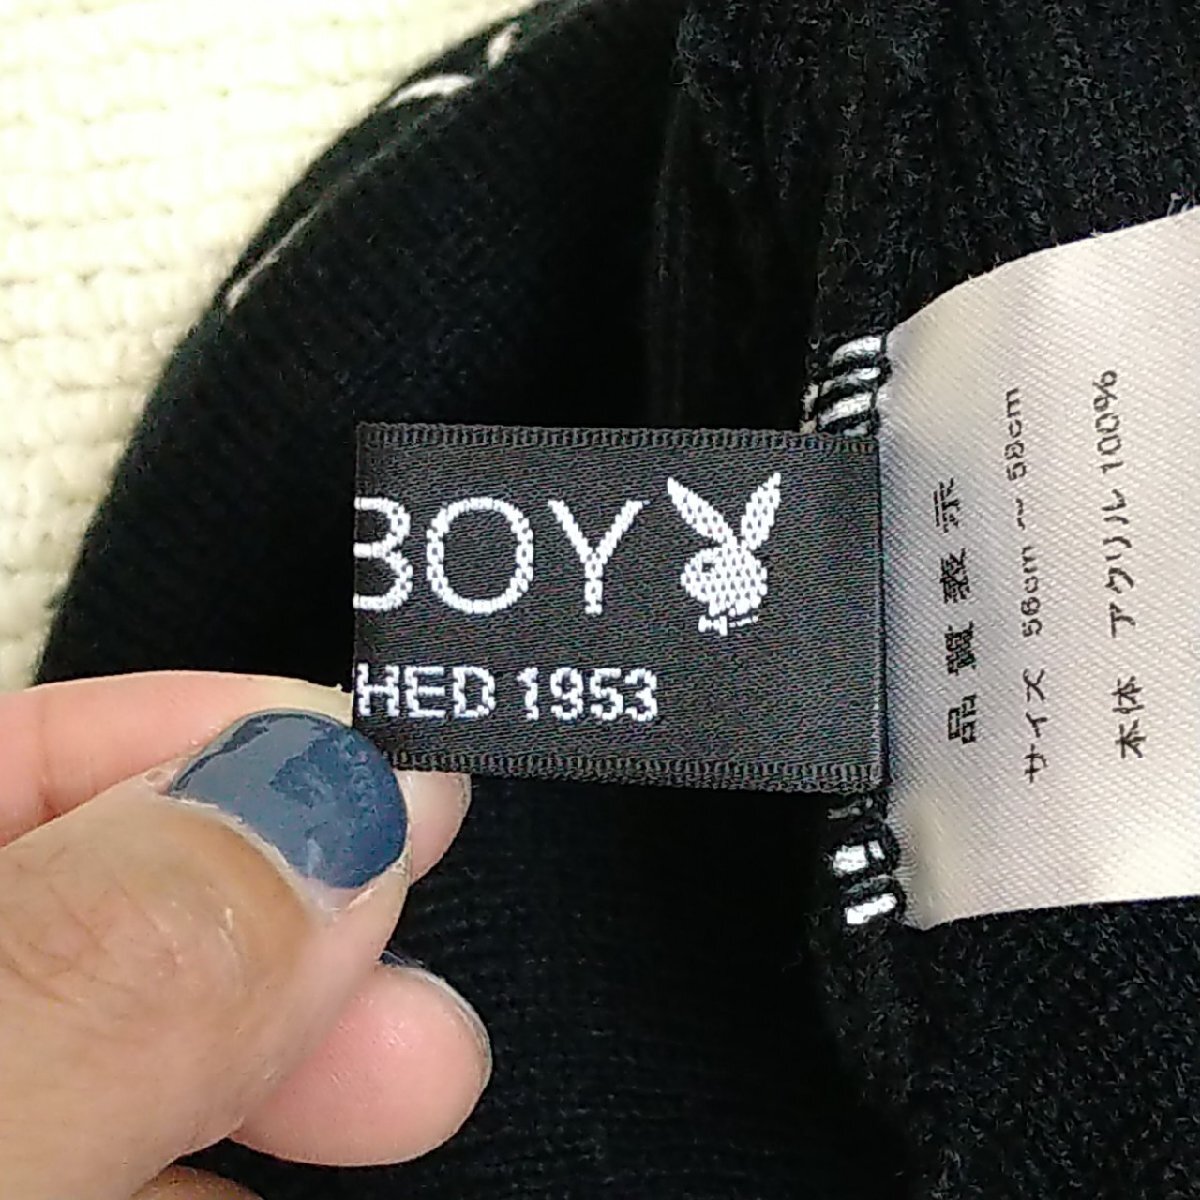 BOY
HED 1953
品質表示
サイズ 56cm ～ 58cm
本体 アクリル 100%